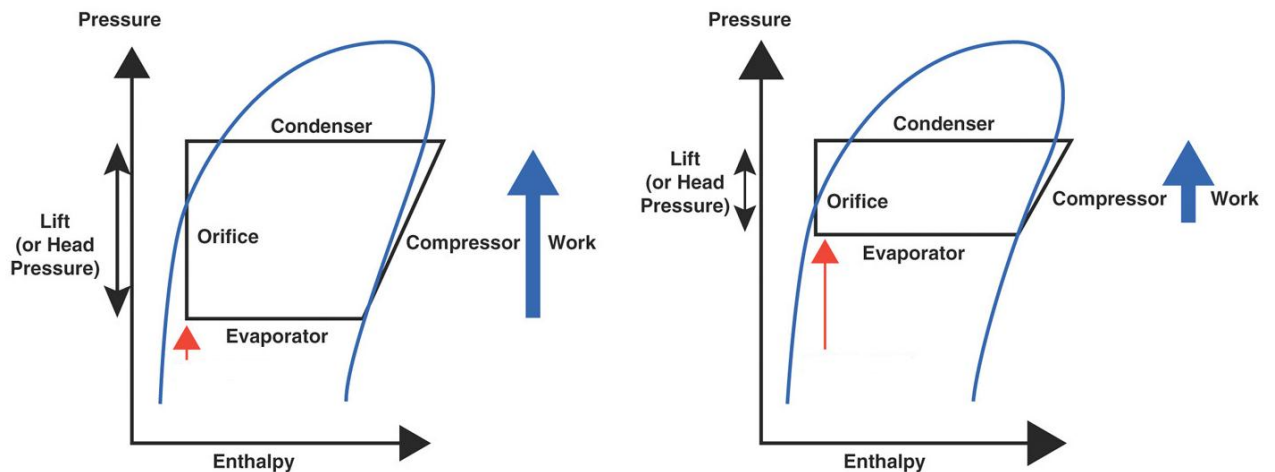 Pressure
Condenser
Lift
(or Head
Pressure)
Orifice
Compressor
Work
Evaporator
Enthalpy
Pressure
Condenser
Lift
(or Head
Pressure)
Orifice
Compressor
Work
Evaporator
Enthalpy